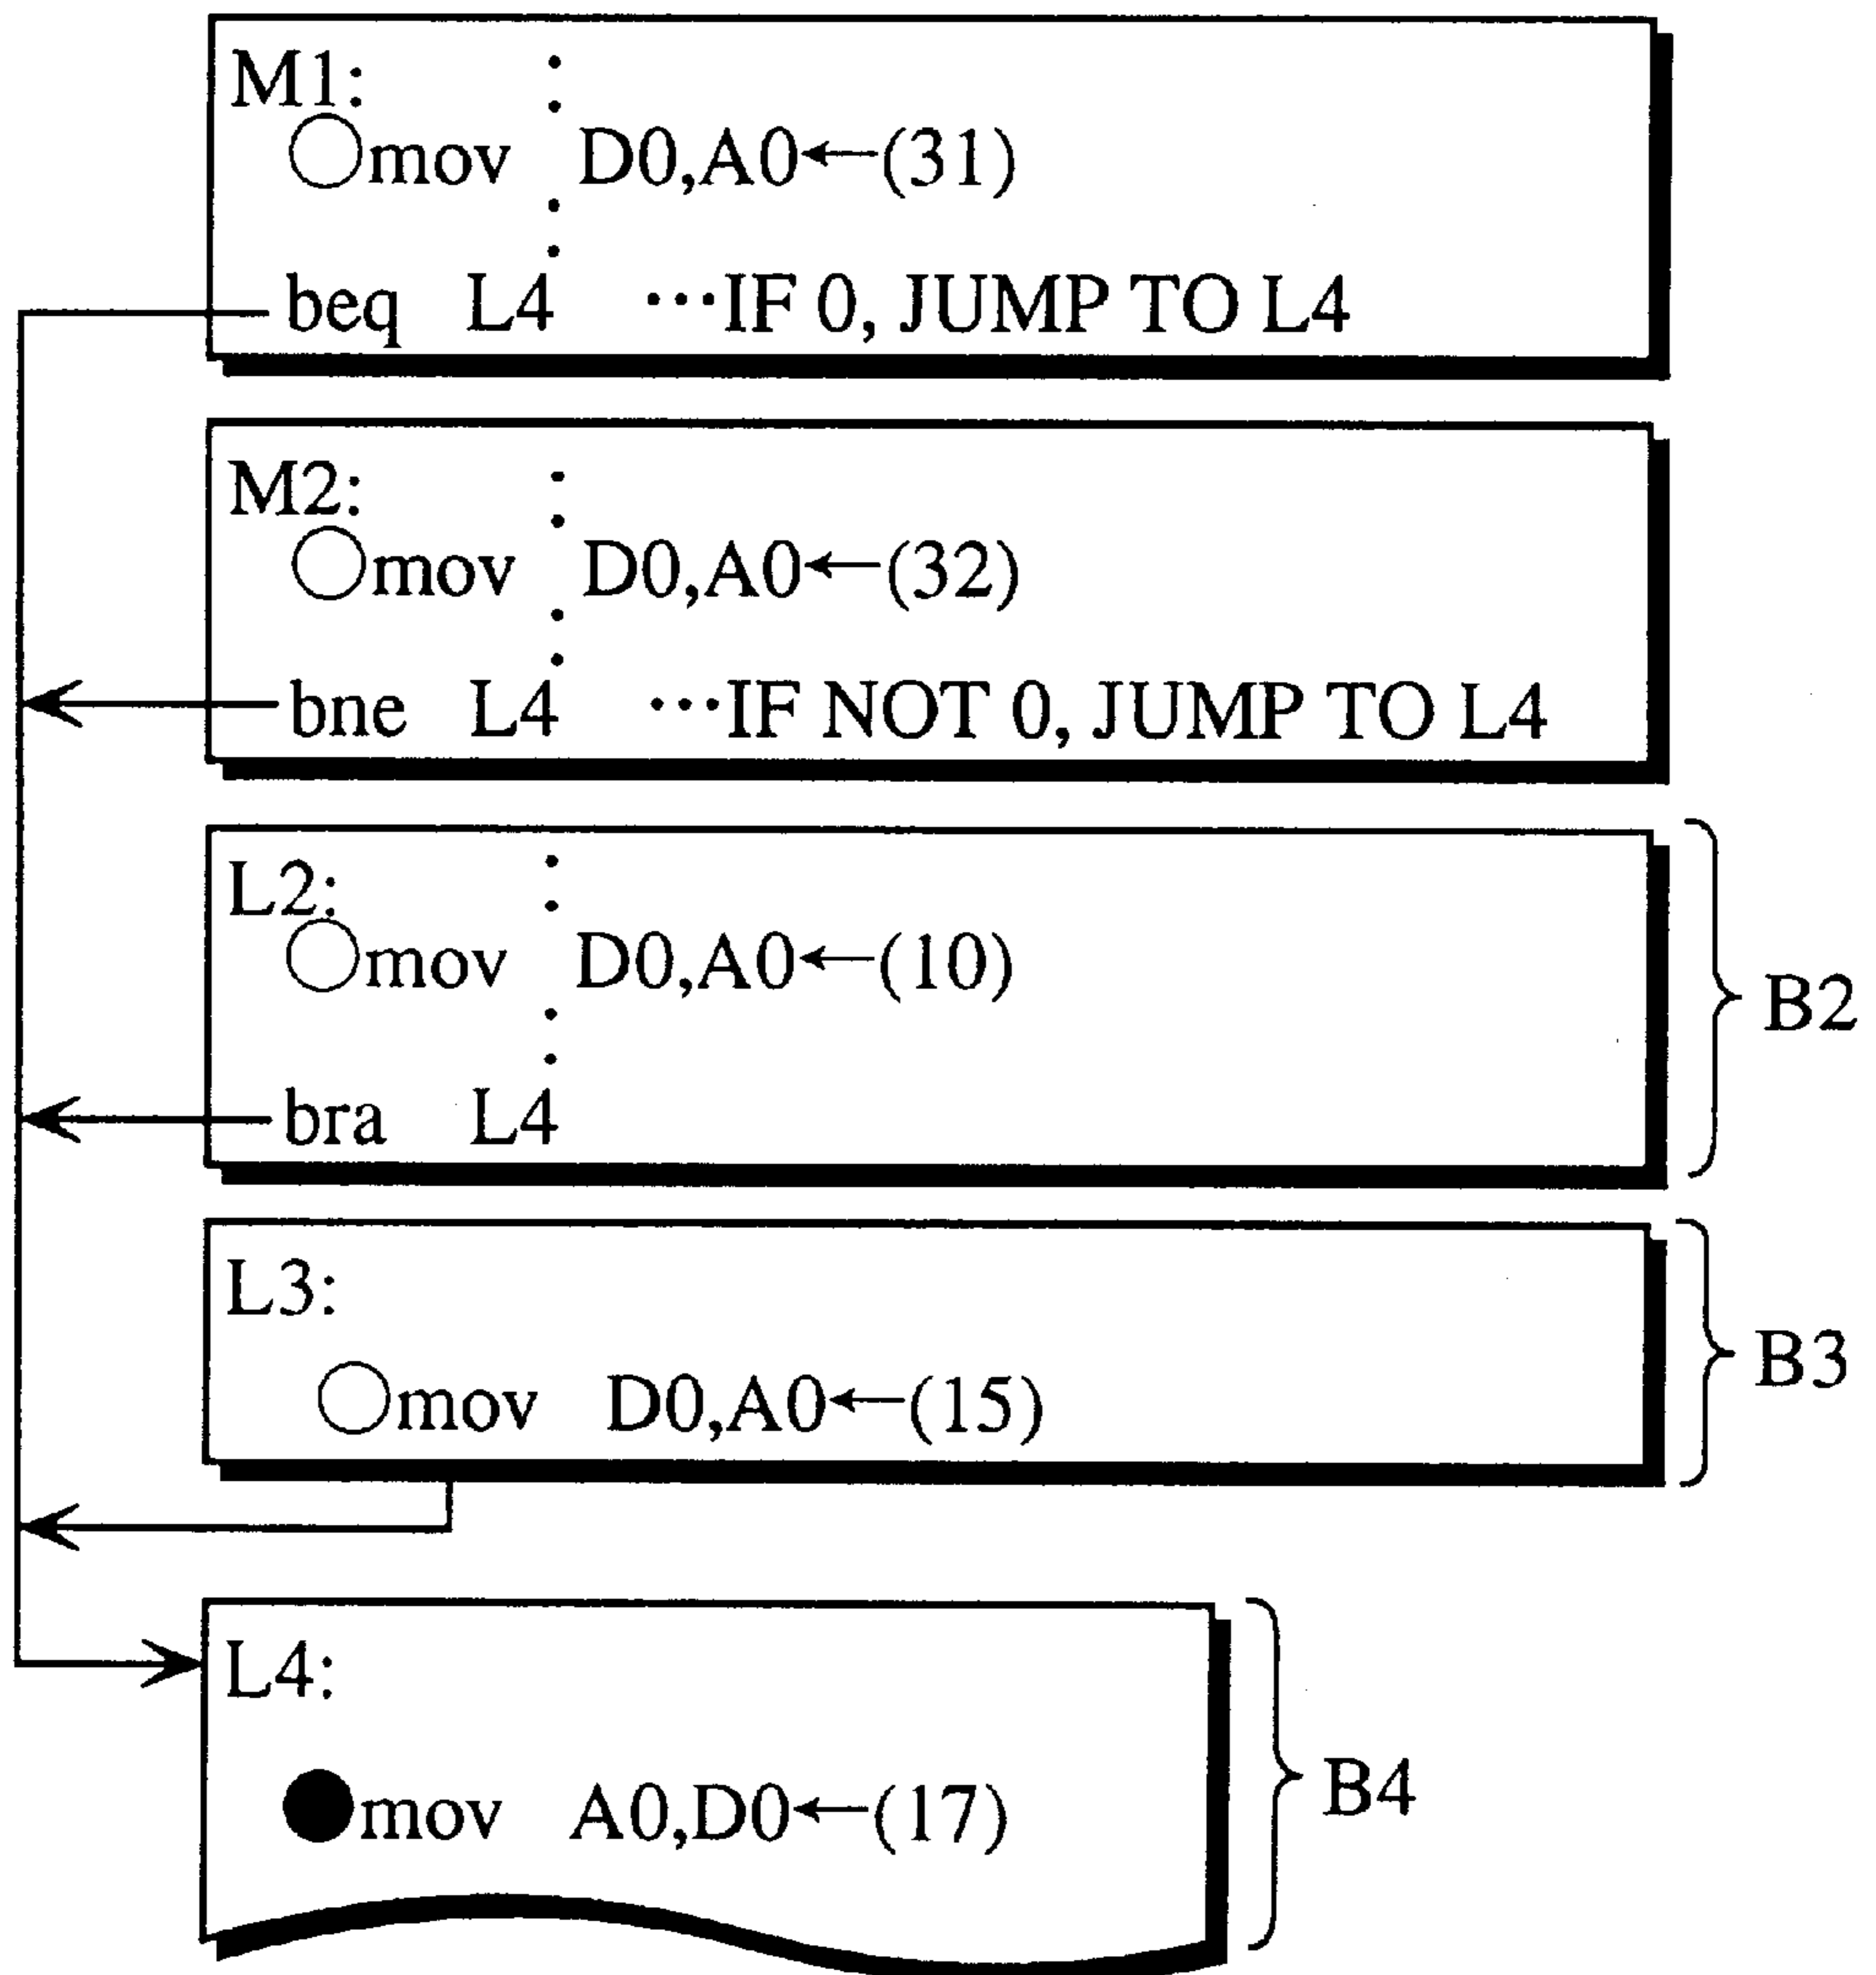 M1:
mov D0,A0←(31)
beq L4 ···IF 0, JUMP TO L4
M2:
mov D0,A0←(32)
bne L4 ···IF NOT 0, JUMP TO L4
L2:
mov D0,A0←(10)
bra L4
B2
L3:
mov D0,A0←(15)
B3
L4:
mov A0,D0←(17)
B4